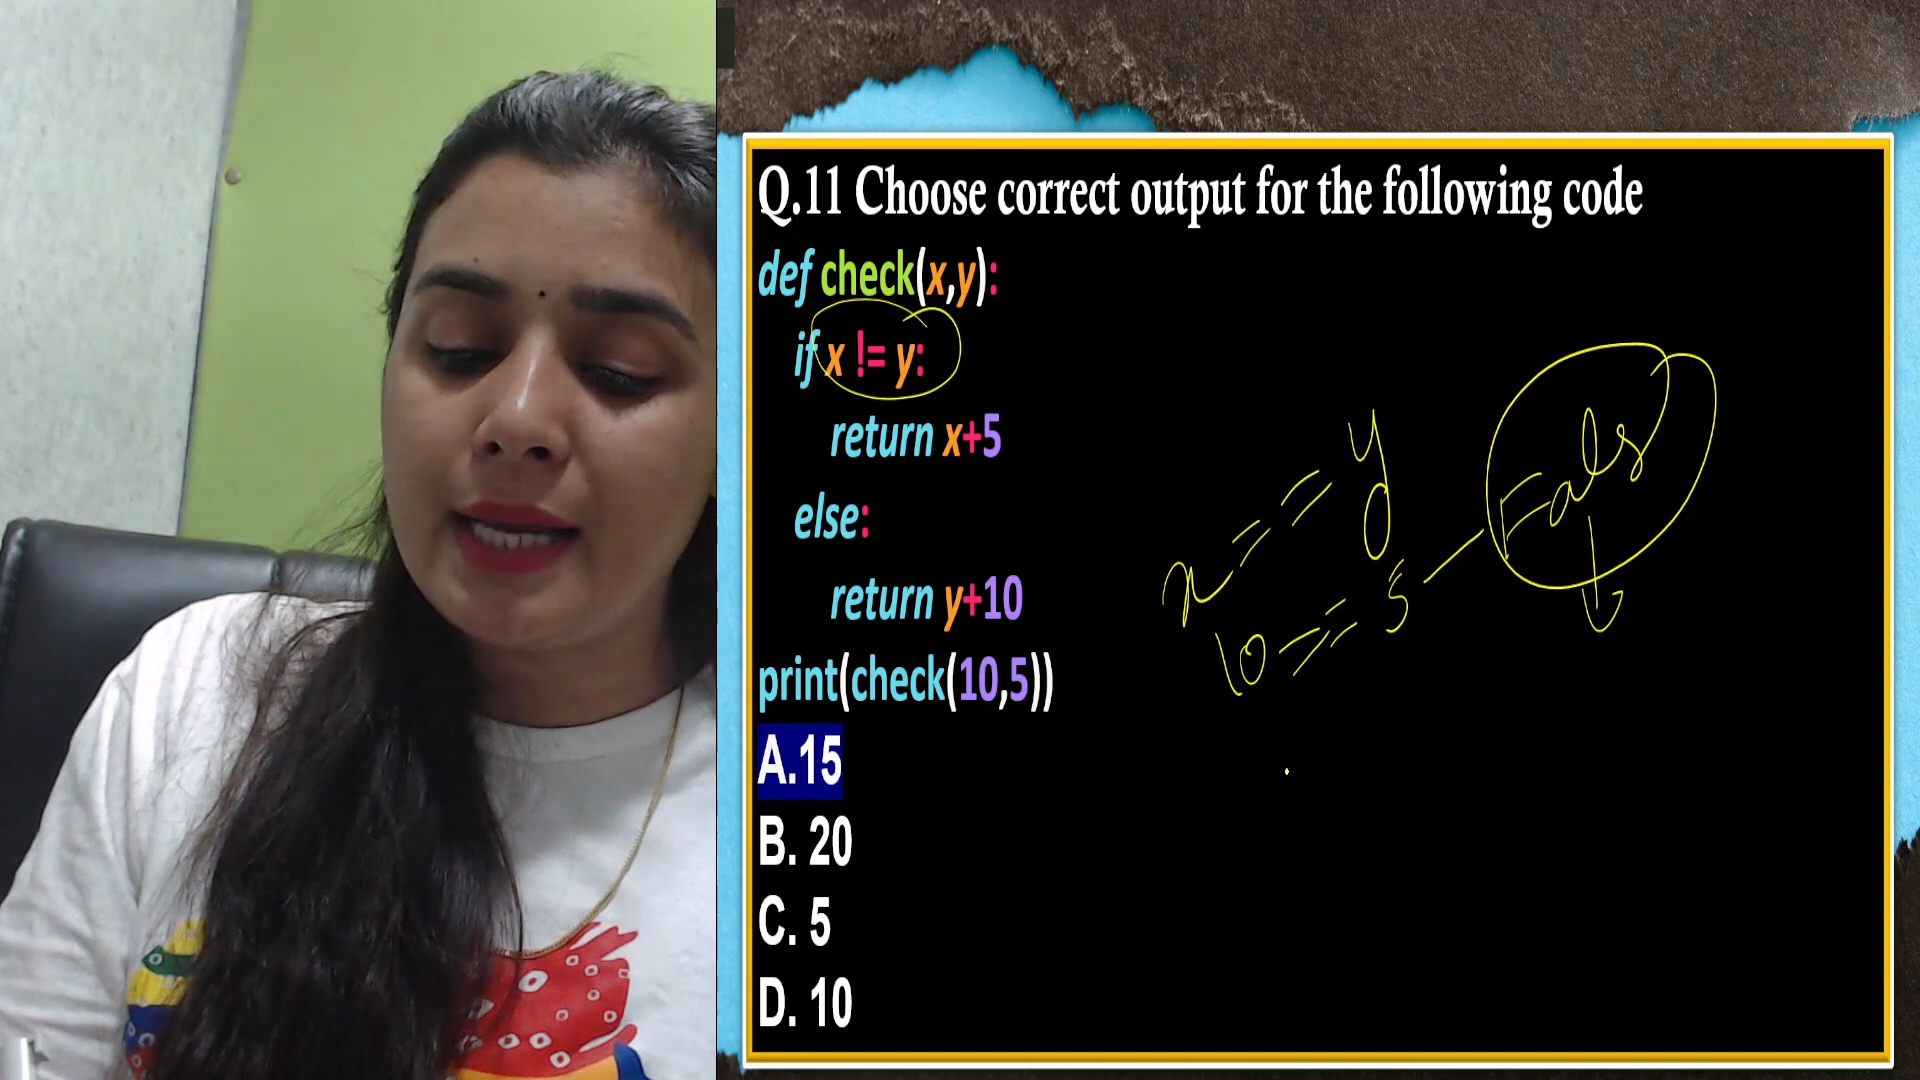 Q.11 Choose correct output for the following code
def check(x,y):
if x != y:
return x+5
else:
return y+10
print(check(10,5))
A.15
B. 20
C. 5
D. 10
x == y
10 == 5 — Fals